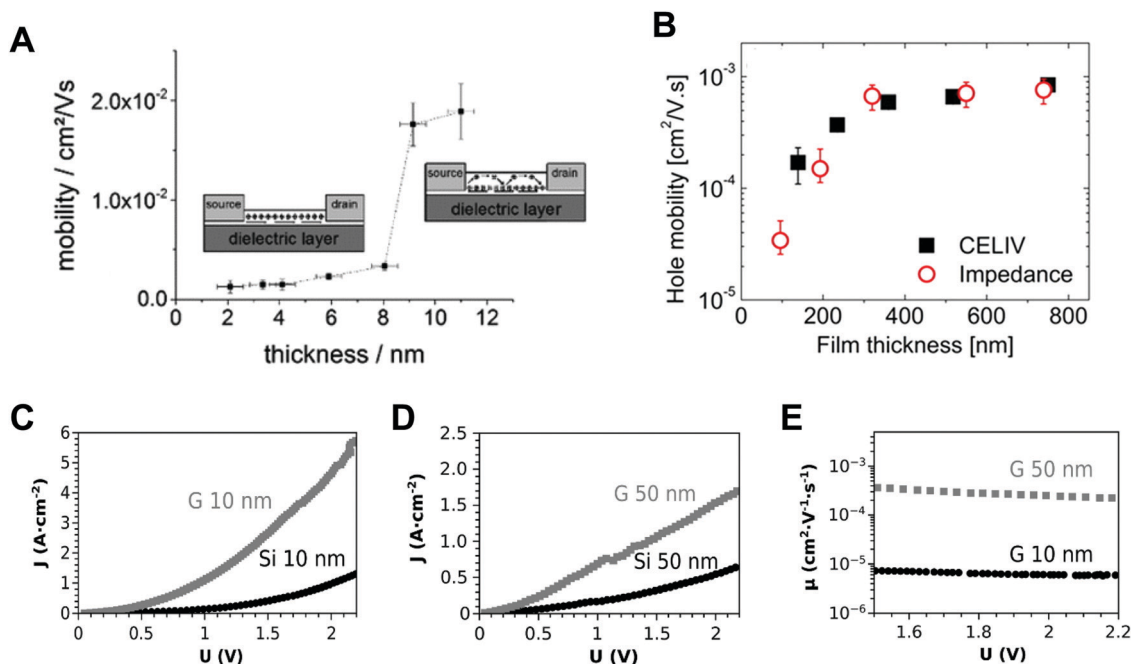 A
mobility / cm²/Vs
2.0x10⁻²
1.0x10⁻²
0.0
0 2 4 6 8 10 12
thickness / nm
source drain
dielectric layer
source drain
dielectric layer
B
Hole mobility [cm²/V.s]
10⁻³
10⁻⁴
10⁻⁵
CELIV
Impedance
0 200 400 600 800
Film thickness [nm]
C
J (A·cm⁻²)
6
5
4
3
2
1
0
G 10 nm
Si 10 nm
0 0.5 1 1.5 2
U (V)
D
J (A·cm⁻²)
2.5
2.0
1.5
1.0
0.5
0
G 50 nm
Si 50 nm
0 0.5 1 1.5 2
U (V)
E
μ (cm²·V⁻¹·s⁻¹)
10⁻³
10⁻⁴
10⁻⁵
10⁻⁶
G 50 nm
G 10 nm
1.6 1.8 2 2.2
U (V)